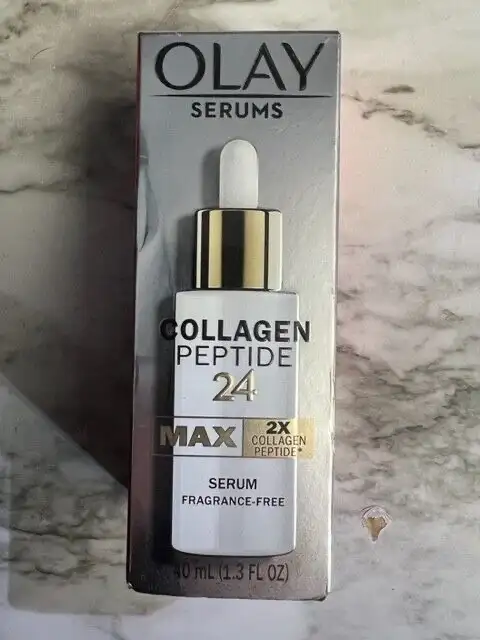 OLAY
SERUMS
COLLAGEN
PEPTIDE
24
MAX
2X
COLLAGEN
PEPTIDE*
SERUM
FRAGRANCE-FREE
40 mL (1.3 FL OZ)